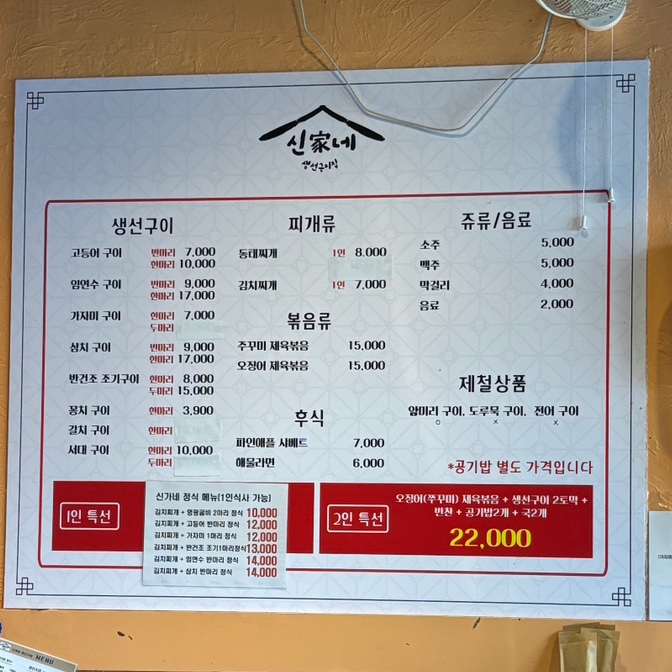 신家네
생선구이집
생선구이
고등어 구이 반마리 7,000
한마리 10,000
임연수 구이 반마리 9,000
한마리 17,000
가자미 구이 한마리 7,000
두마리
삼치 구이 반마리 9,000
한마리 17,000
반건조 조기구이 한마리 8,000
두마리 15,000
꽁치 구이 한마리 3,900
갈치 구이 한마리
서대 구이 한마리 10,000
두마리
찌개류
동태찌개 1인 8,000
김치찌개 1인 7,000
볶음류
주꾸미 제육볶음 15,000
오징어 제육볶음 15,000
후식
파인애플 샤베트 7,000
해물라면 6,000
쥬류/음료
소주 5,000
맥주 5,000
막걸리 4,000
음료 2,000
제철상품
양미리 구이, 도루묵 구이, 전어 구이
o x x
*공기밥 별도 가격입니다
1인 특선
신가네 정식 메뉴(1인식사 가능)
김치찌개 + 영광굴비 2마리 정식 10,000
김치찌개 + 고등어 반마리 정식 12,000
김치찌개 + 가자미 1마리 정식 12,000
김치찌개 + 반건조 조기1마리정식 13,000
김치찌개 + 임연수 반마리 정식 14,000
김치찌개 + 삼치 반마리 정식 14,000
2인 특선
오징어(쭈꾸미) 제육볶음 + 생선구이 2토막 +
반찬 + 공기밥2개 + 국2개
22,000
MENU